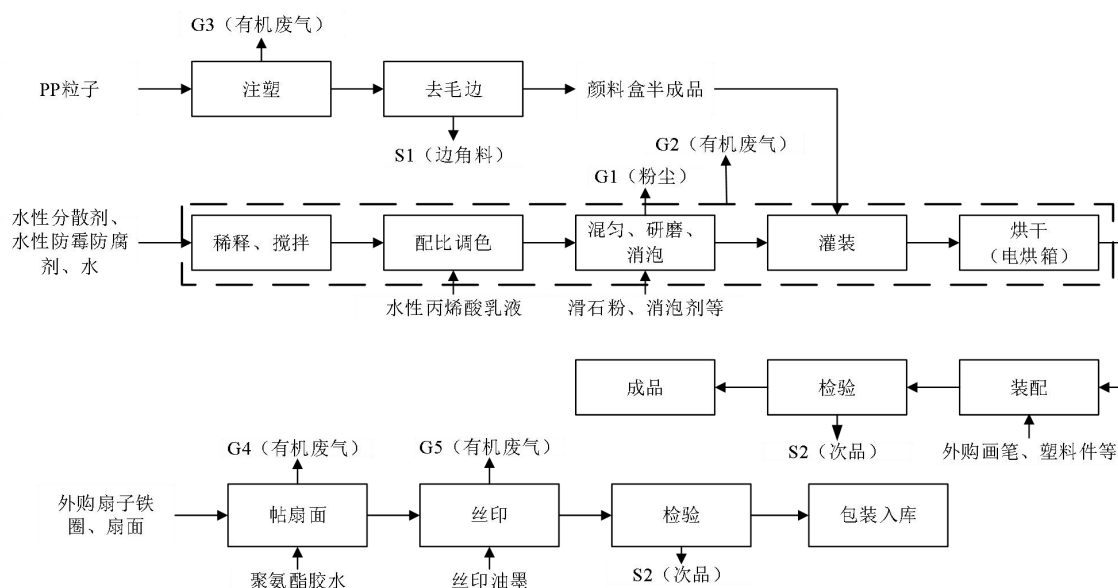 G3（有机废气）
PP粒子
注塑
去毛边
颜料盒半成品
S1（边角料）
G2（有机废气）
G1（粉尘）
水性分散剂、
水性防霉防腐
剂、水
稀释、搅拌
配比调色
混匀、研磨、
消泡
灌装
烘干
（电烘箱）
水性丙烯酸乳液
滑石粉、消泡剂等
成品
检验
装配
S2（次品）
外购画笔、塑料件等
G4（有机废气）
G5（有机废气）
外购扇子铁
圈、扇面
帖扇面
丝印
检验
包装入库
聚氨酯胶水
丝印油墨
S2（次品）